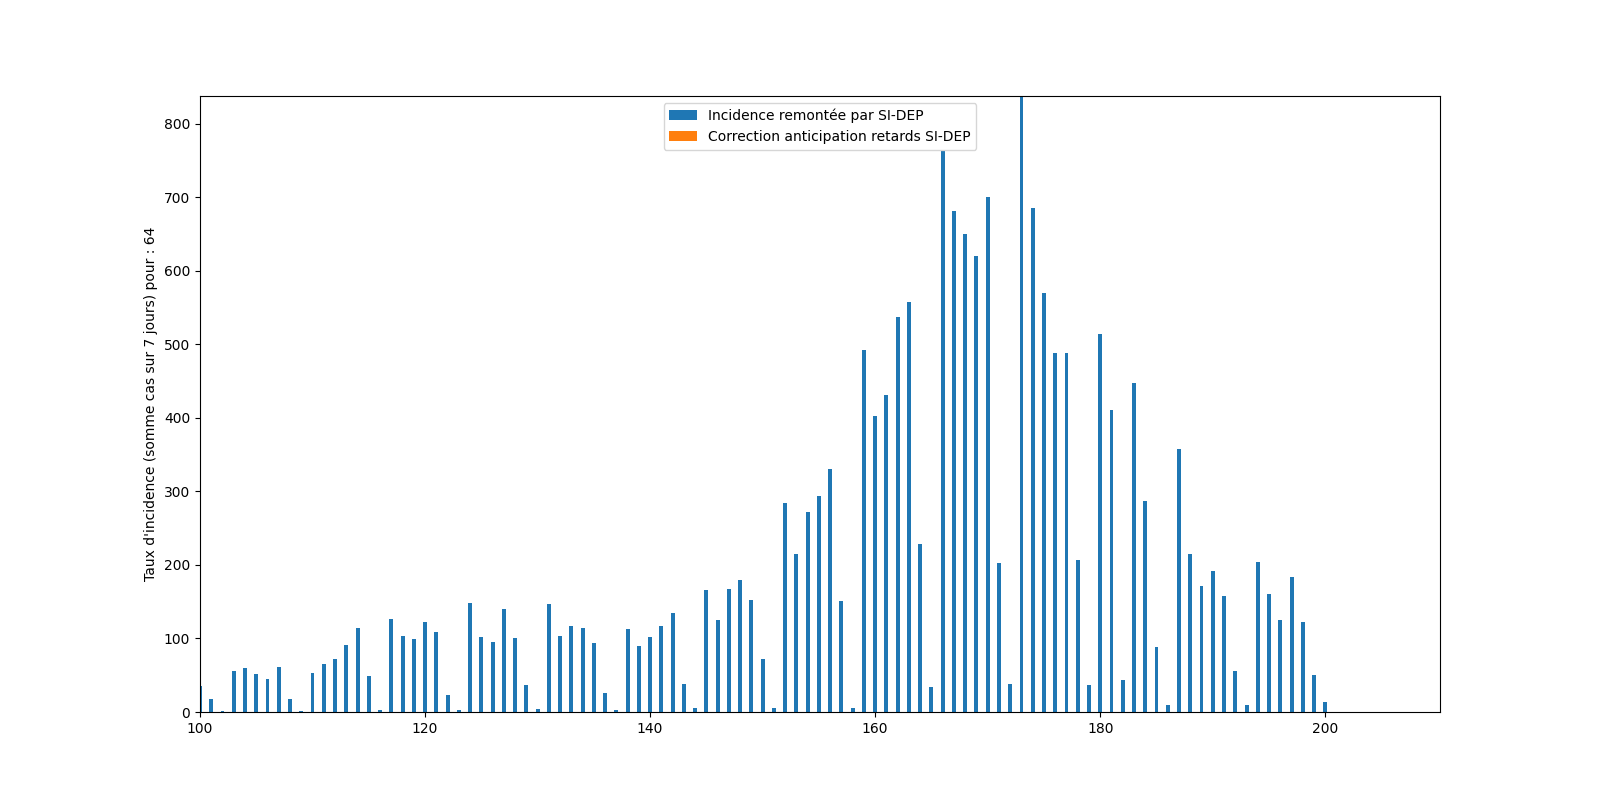 Incidence remontée par SI-DEP
Correction anticipation retards SI-DEP
Taux d'incidence (somme cas sur 7 jours) pour : 64
800
700
600
500
400
300
200
100
0
100 120 140 160 180 200